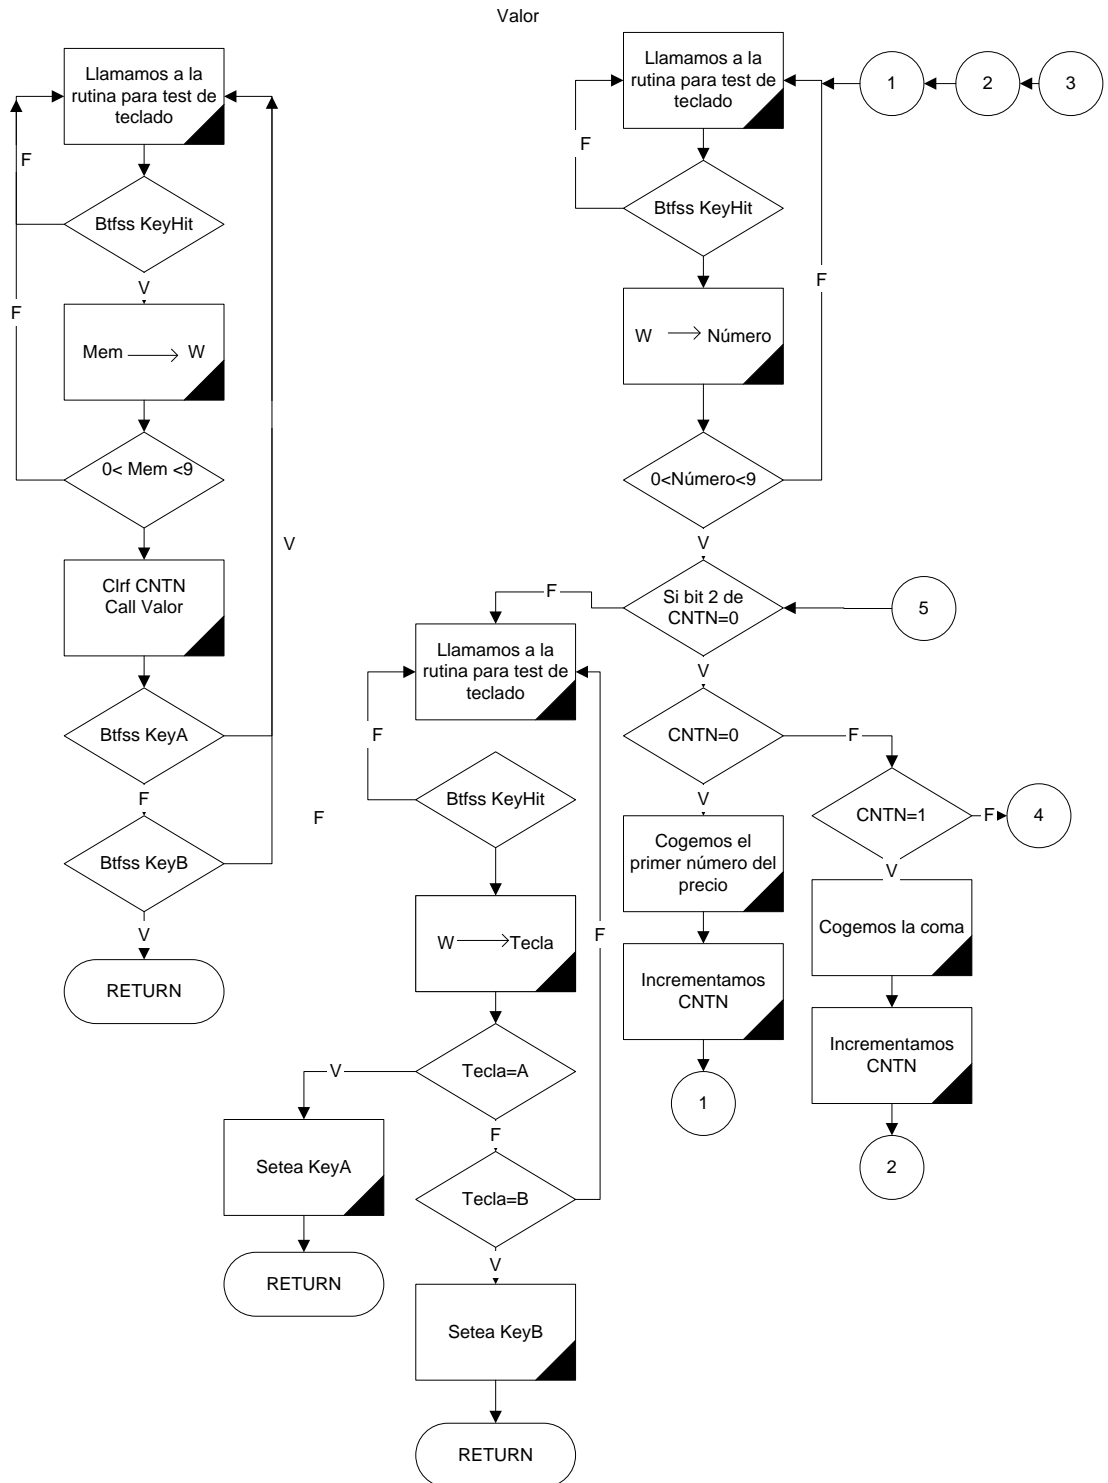 Valor
Llamamos a la
rutina para test de
teclado
F
Btfss KeyHit
V
Mem
W
F
0< Mem <9
V
Clrf CNTN
Call Valor
Btfss KeyA
F
Btfss KeyB
V
RETURN
Llamamos a la
rutina para test de
teclado
1
2
3
F
Btfss KeyHit
F
W
Número
0<Número<9
V
F
Si bit 2 de
CNTN=0
5
V
CNTN=0
F
V
CNTN=1
F
4
V
Cogemos el
primer número del
precio
Cogemos la coma
Incrementamos
CNTN
Incrementamos
CNTN
1
2
Llamamos a la
rutina para test de
teclado
F
Btfss KeyHit
F
W
Tecla
F
Tecla=A
V
F
Setea KeyA
RETURN
Tecla=B
V
Setea KeyB
RETURN